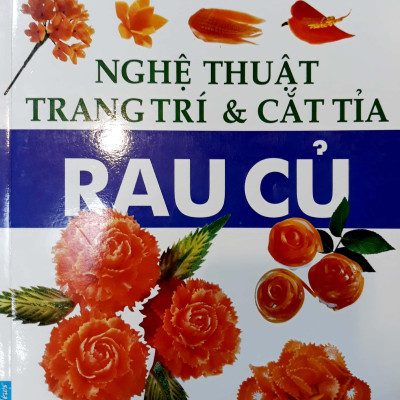 NGHỆ THUẬT
TRANG TRÍ & CẮT TỈA
RAU CỦ